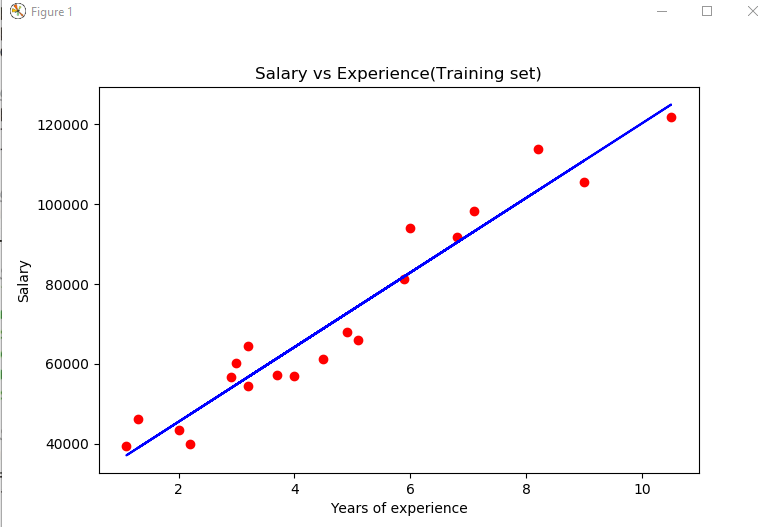 Figure 1
Salary vs Experience(Training set)
120000
100000
80000
60000
40000
Salary
2 4 6 8 10
Years of experience